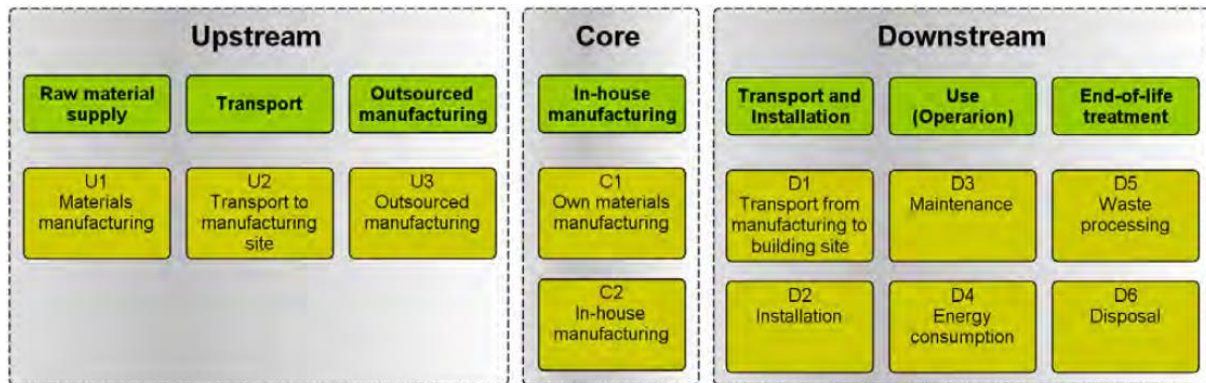 Upstream
Core
Downstream
Raw material
supply
Transport
Outsourced
manufacturing
In-house
manufacturing
Transport and
Installation
Use
(Operarion)
End-of-life
treatment
U1
Materials
manufacturing
U2
Transport to
manufacturing
site
U3
Outsourced
manufacturing
C1
Own materials
manufacturing
D1
Transport from
manufacturing to
building site
D3
Maintenance
D5
Waste
processing
C2
In-house
manufacturing
D2
Installation
D4
Energy
consumption
D6
Disposal